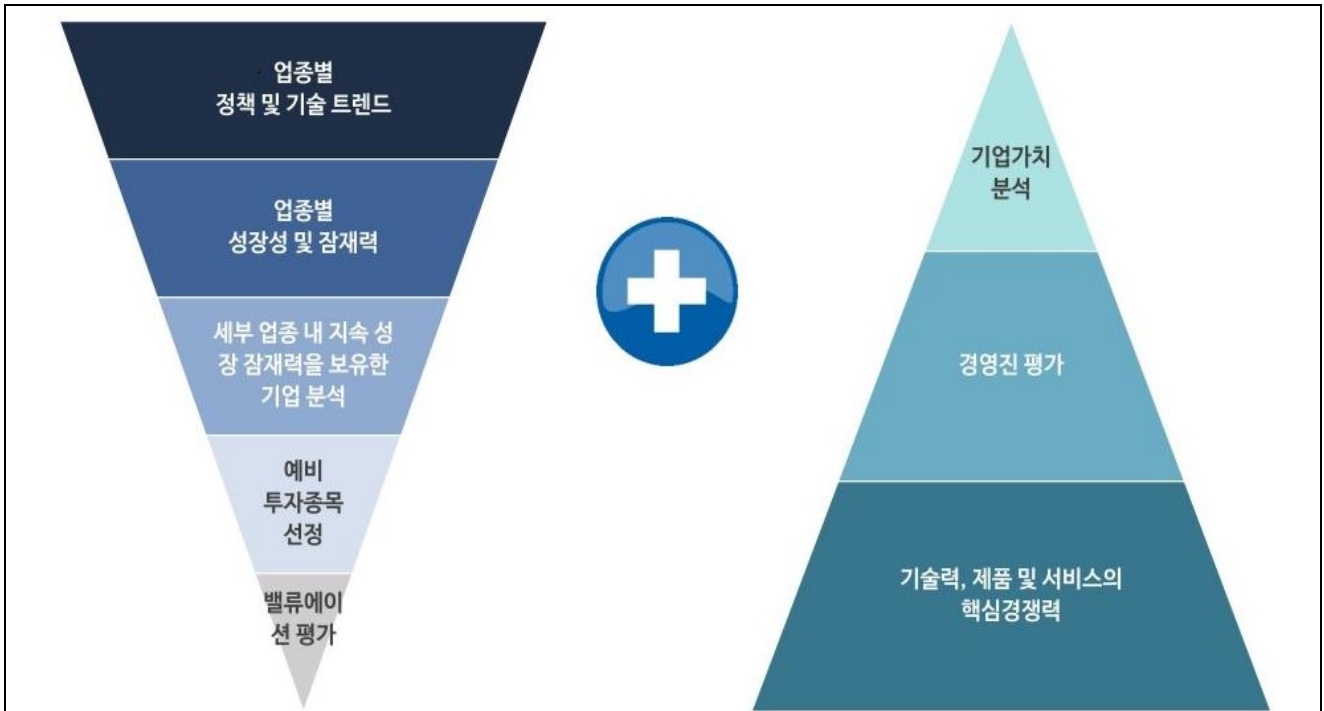 업종별
정책 및 기술 트렌드
업종별
성장성 및 잠재력
세부 업종 내 지속 성
장 잠재력을 보유한
기업 분석
예비
투자종목
선정
밸류에이
션 평가
기업가치
분석
경영진 평가
기술력, 제품 및 서비스의
핵심경쟁력